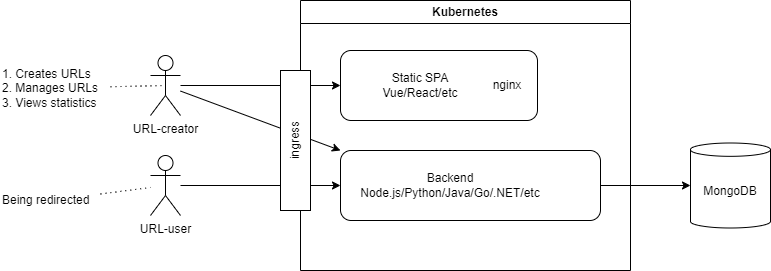 Kubernetes
1. Creates URLs
2. Manages URLs
3. Views statistics
URL-creator
ingress
Static SPA
Vue/React/etc
nginx
Being redirected
URL-user
Backend
Node.js/Python/Java/Go/.NET/etc
MongoDB